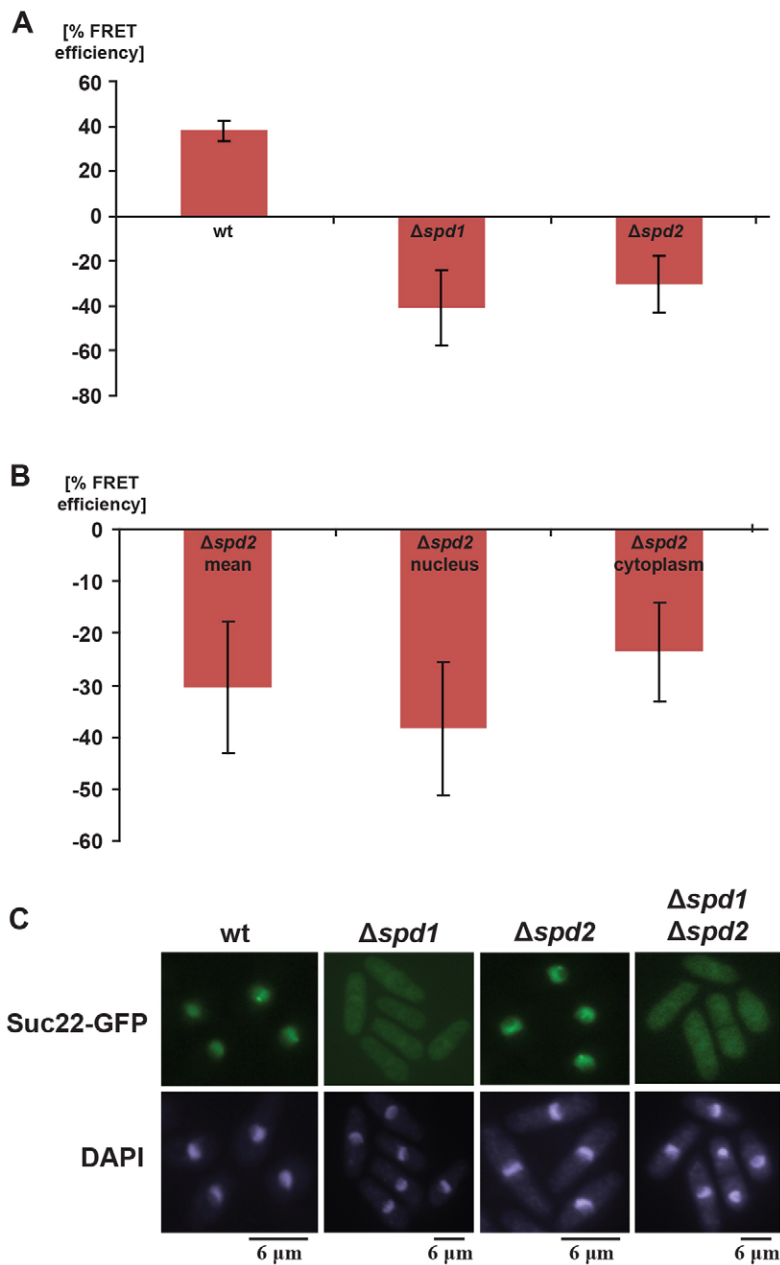 A
[% FRET
efficiency]
60
40
20
0
-20
-40
-60
-80
wt
Δspd1
Δspd2
B
[% FRET
efficiency]
0
-10
-20
-30
-40
-50
-60
Δspd2
mean
Δspd2
nucleus
Δspd2
cytoplasm
C
wt
Δspd1
Δspd2
Δspd1
Δspd2
Suc22-GFP
DAPI
6 μm
6 μm
6 μm
6 μm